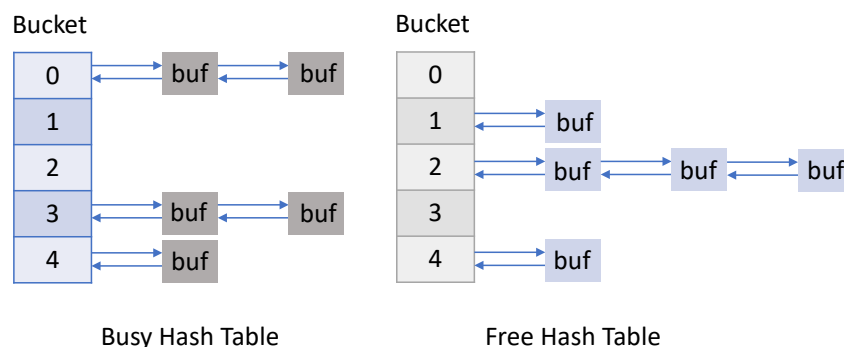 Bucket
0 buf buf
1
2
3 buf buf
4 buf
Busy Hash Table
Bucket
0
1 buf
2 buf buf buf
3
4 buf
Free Hash Table